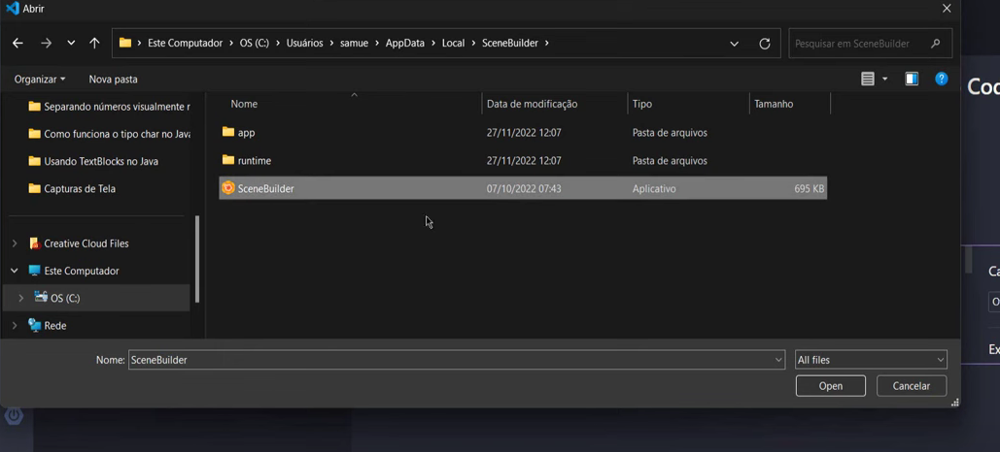 Abrir
Este Computador OS (C:) Usuários samue AppData Local SceneBuilder
Pesquisar em SceneBuilder
Organizar Nova pasta
Nome Data de modificação Tipo Tamanho
Separando números visualmente
Como funciona o tipo char no Java
Usando TextBlocks no Java
Capturas de Tela
Creative Cloud Files
Este Computador
OS (C:)
Rede
app 27/11/2022 12:07 Pasta de arquivos
runtime 27/11/2022 12:07 Pasta de arquivos
SceneBuilder 07/10/2022 07:43 Aplicativo 695 KB
Nome: SceneBuilder All files
Open Cancelar